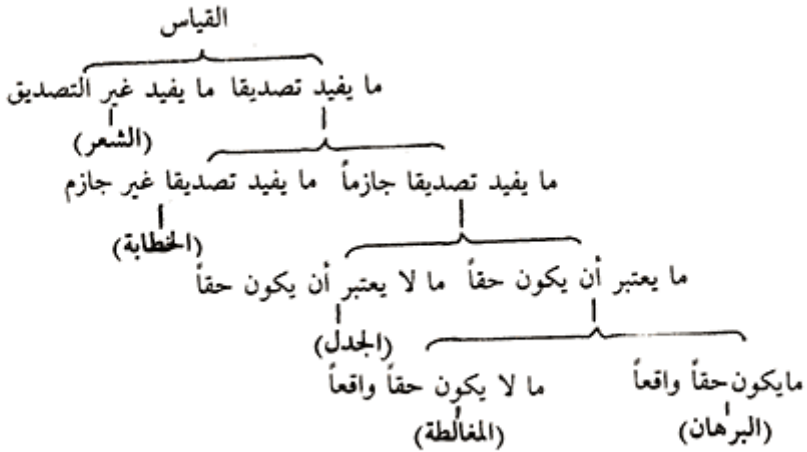 القياس
ما يفيد تصديقا ما يفيد غير التصديق
(الشعر)
ما يفيد تصديقا جازماً ما يفيد تصديقا غير جازم
(الخطابة)
ما يعتبر أن يكون حقاً ما لا يعتبر أن يكون حقاً
(الجدل)
مايكون حقاً واقعاً ما لا يكون حقاً واقعاً
(البرهان) (المغالطة)